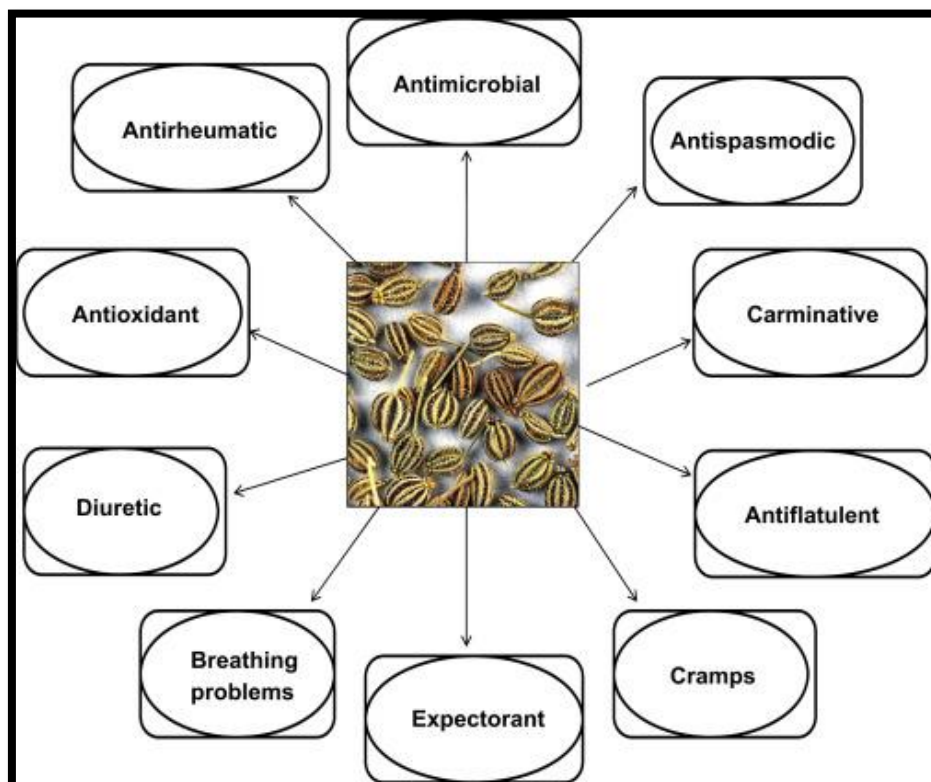 Antimicrobial
Antirheumatic
Antispasmodic
Antioxidant
Carminative
Diuretic
Antiflatulent
Breathing
problems
Expectorant
Cramps